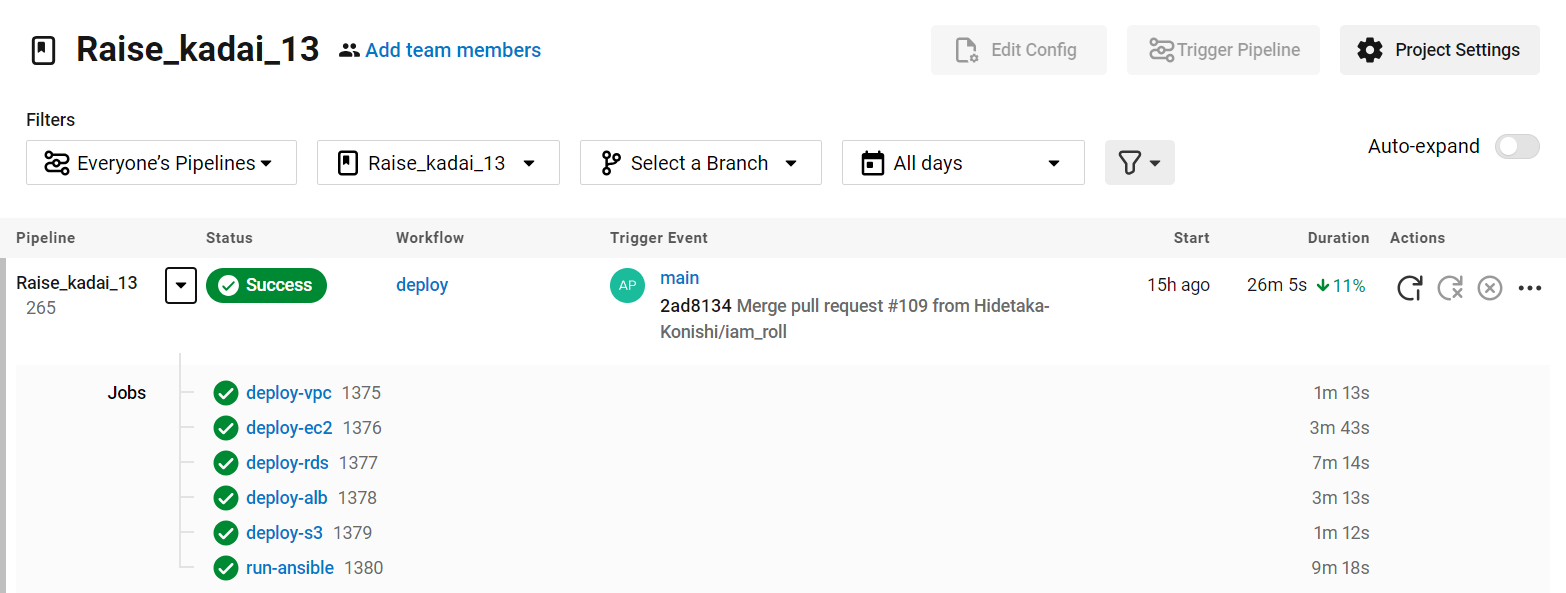 Raise_kadai_13 Add team members Edit Config Trigger Pipeline Project Settings
Filters
Everyone's Pipelines Raise_kadai_13 Select a Branch All days Auto-expand
Pipeline Status Workflow Trigger Event Start Duration Actions
Raise_kadai_13 Success deploy AP main 15h ago 26m 5s 11%
265 2ad8134 Merge pull request #109 from Hidetaka-
Konishi/iam_roll
Jobs deploy-vpc 1375 1m 13s
deploy-ec2 1376 3m 43s
deploy-rds 1377 7m 14s
deploy-alb 1378 3m 13s
deploy-s3 1379 1m 12s
run-ansible 1380 9m 18s